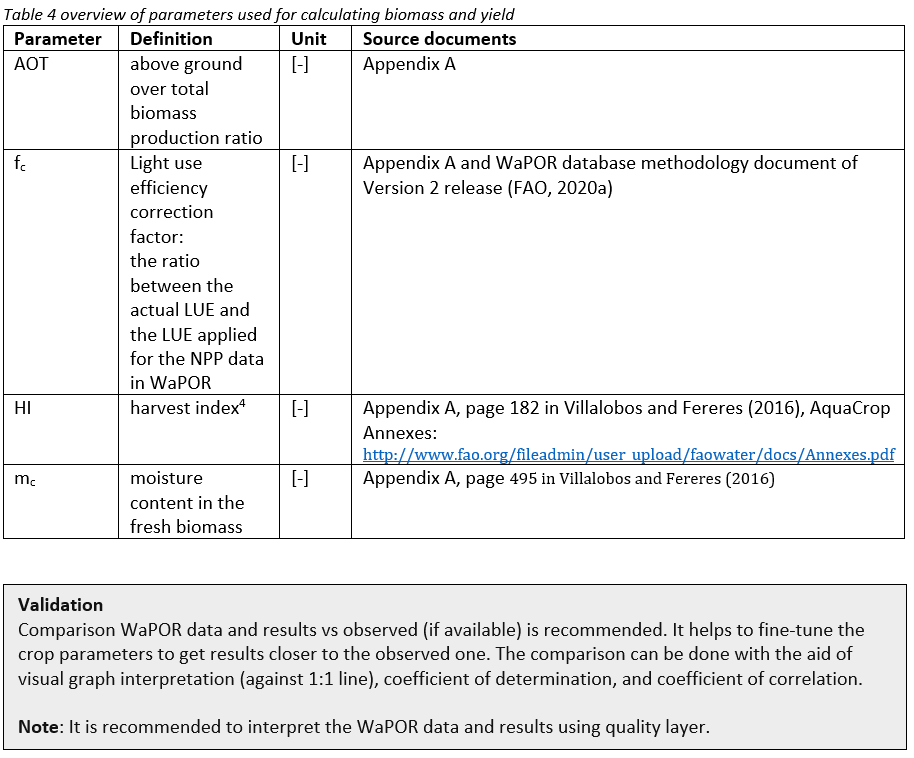 Table 4 overview of parameters used for calculating biomass and yield
Parameter Definition Unit Source documents
AOT above ground [-] Appendix A
over total
biomass
production ratio
fc Light use [-] Appendix A and WaPOR database methodology document of
efficiency Version 2 release (FAO, 2020a)
correction
factor:
the ratio
between the
actual LUE and
the LUE applied
for the NPP data
in WaPOR
HI harvest index4 [-] Appendix A, page 182 in Villalobos and Fereres (2016), AquaCrop
Annexes:
http://www.fao.org/fileadmin/user_upload/faowater/docs/Annexes.pdf
mc moisture [-] Appendix A, page 495 in Villalobos and Fereres (2016)
content in the
fresh biomass
Validation
Comparison WaPOR data and results vs observed (if available) is recommended. It helps to fine-tune the
crop parameters to get results closer to the observed one. The comparison can be done with the aid of
visual graph interpretation (against 1:1 line), coefficient of determination, and coefficient of correlation.
Note: It is recommended to interpret the WaPOR data and results using quality layer.